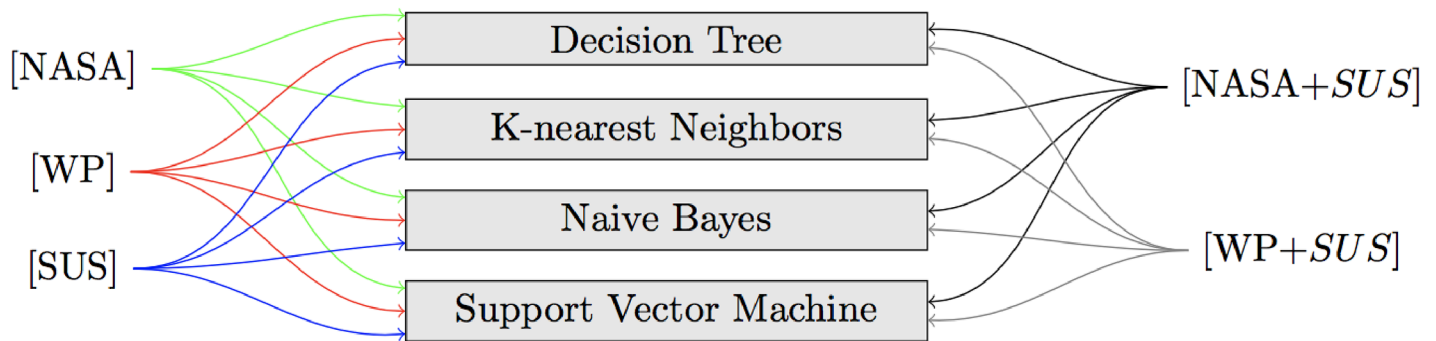 [NASA]
[WP]
[SUS]
Decision Tree
K-nearest Neighbors
Naive Bayes
Support Vector Machine
[NASA+SUS]
[WP+SUS]